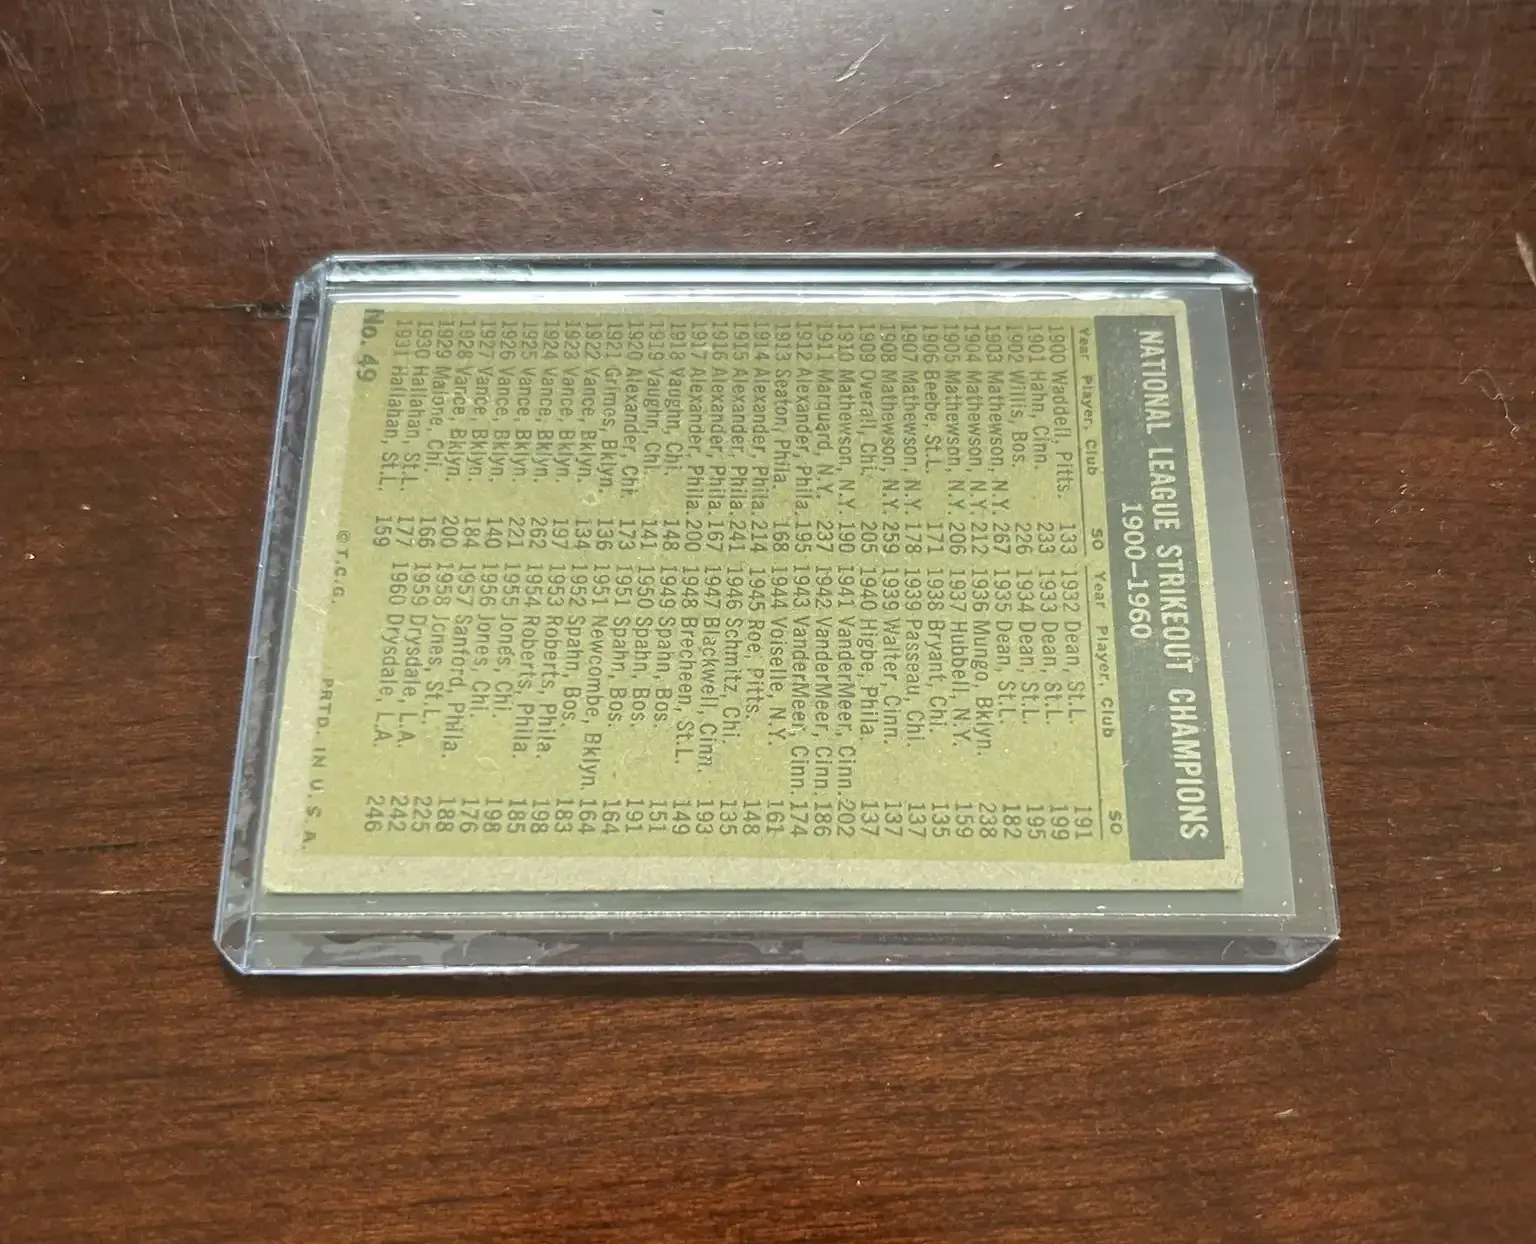 NATIONAL LEAGUE STRIKEOUT CHAMPIONS
1900-1960
Year Player, Club SO
1900 Waddell, Pitts. 133
1901 Hahn, Cinn. 233
1902 Willis, Bos. 226
1903 Mathewson, N.Y. 267
1904 Mathewson, N.Y. 212
1905 Mathewson, N.Y. 206
1906 Beebe, St.L. 171
1907 Mathewson, N.Y. 178
1908 Mathewson, N.Y. 259
1909 Overall, Chi. 205
1910 Mathewson, N.Y. 190
1911 Marquard, N.Y. 237
1912 Alexander, Phila. 195
1913 Seaton, Phila. 168
1914 Alexander, Phila. 214
1915 Alexander, Phila. 241
1916 Alexander, Phila. 167
1917 Alexander, Phila. 200
1918 Vaughn, Chi. 148
1919 Vaughn, Chi. 141
1920 Alexander, Chi. 173
1921 Grimes, Bklyn. 136
1922 Vance, Bklyn. 134
1923 Vance, Bklyn. 197
1924 Vance, Bklyn. 262
1925 Vance, Bklyn. 221
1926 Vance, Bklyn. 140
1927 Vance, Bklyn. 184
1928 Vance, Bklyn. 200
1929 Malone, Chi. 166
1930 Hallahan, St.L. 177
1931 Hallahan, St.L. 159
Year Player, Club SO
1932 Dean, St.L. 191
1933 Dean, St.L. 199
1934 Dean, St.L. 195
1935 Dean, St.L. 182
1936 Mungo, Bklyn. 238
1937 Hubbell, N.Y. 159
1938 Bryant, Chi. 135
1939 Passeau, Chi. 137
1939 Walter, Cinn. 137
1940 Higbe, Phila. 137
1941 VanderMeer, Cinn. 202
1942 VanderMeer, Cinn. 186
1943 VanderMeer, Cinn. 174
1944 Voiselle, N.Y. 161
1945 Roe, Pitts. 148
1946 Schmitz, Chi. 135
1947 Blackwell, Cinn. 193
1948 Brecheen, St.L. 149
1949 Spahn, Bos. 151
1950 Spahn, Bos. 191
1951 Spahn, Bos. 164
1951 Newcombe, Bklyn. 164
1952 Spahn, Bos. 183
1953 Roberts, Phila. 198
1954 Roberts, Phila. 185
1955 Jones, Chi. 198
1956 Jones, Chi. 176
1957 Sanford, Phila. 188
1958 Jones, St.L. 225
1959 Drysdale, L.A. 242
1960 Drysdale, L.A. 246
No. 49
© T.C.G. PRTD. IN U. S. A.